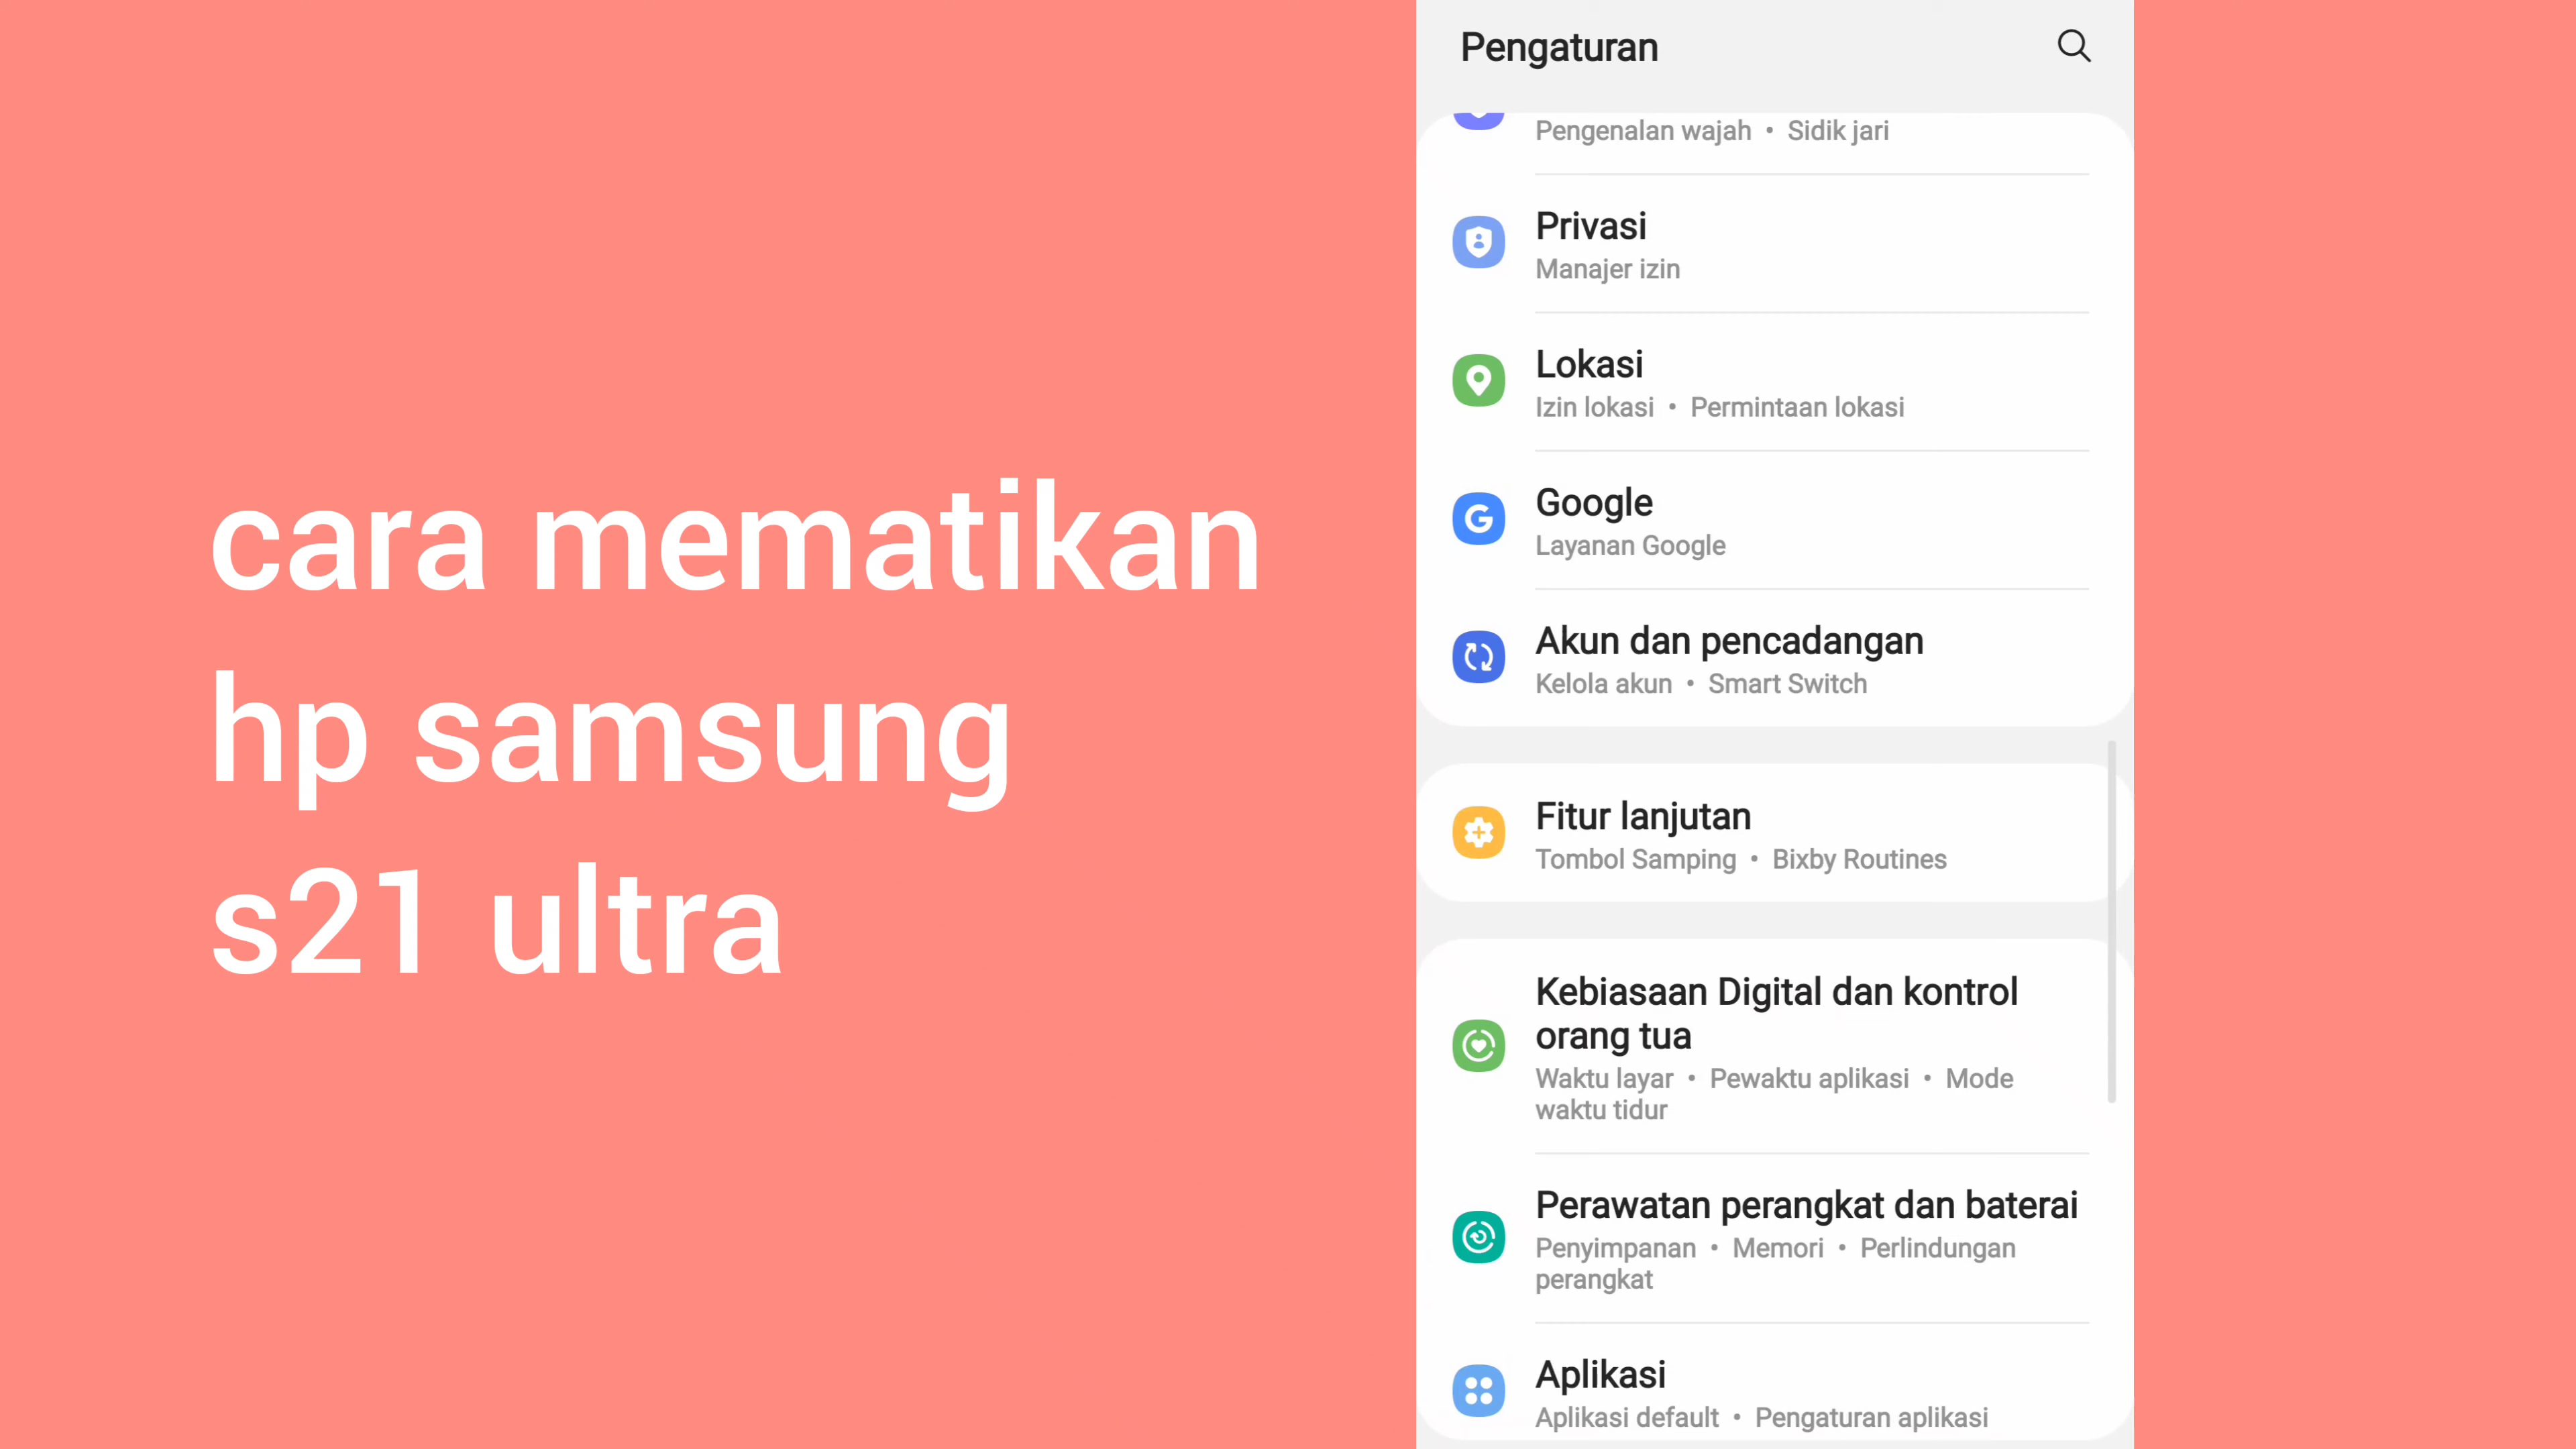 cara mematikan
hp samsung
s21 ultra
Pengaturan
Pengenalan wajah • Sidik jari
Privasi
Manajer izin
Lokasi
Izin lokasi • Permintaan lokasi
Google
Layanan Google
Akun dan pencadangan
Kelola akun • Smart Switch
Fitur lanjutan
Tombol Samping • Bixby Routines
Kebiasaan Digital dan kontrol
orang tua
Waktu layar • Pewaktu aplikasi • Mode
waktu tidur
Perawatan perangkat dan baterai
Penyimpanan • Memori • Perlindungan
perangkat
Aplikasi
Aplikasi default • Pengaturan aplikasi